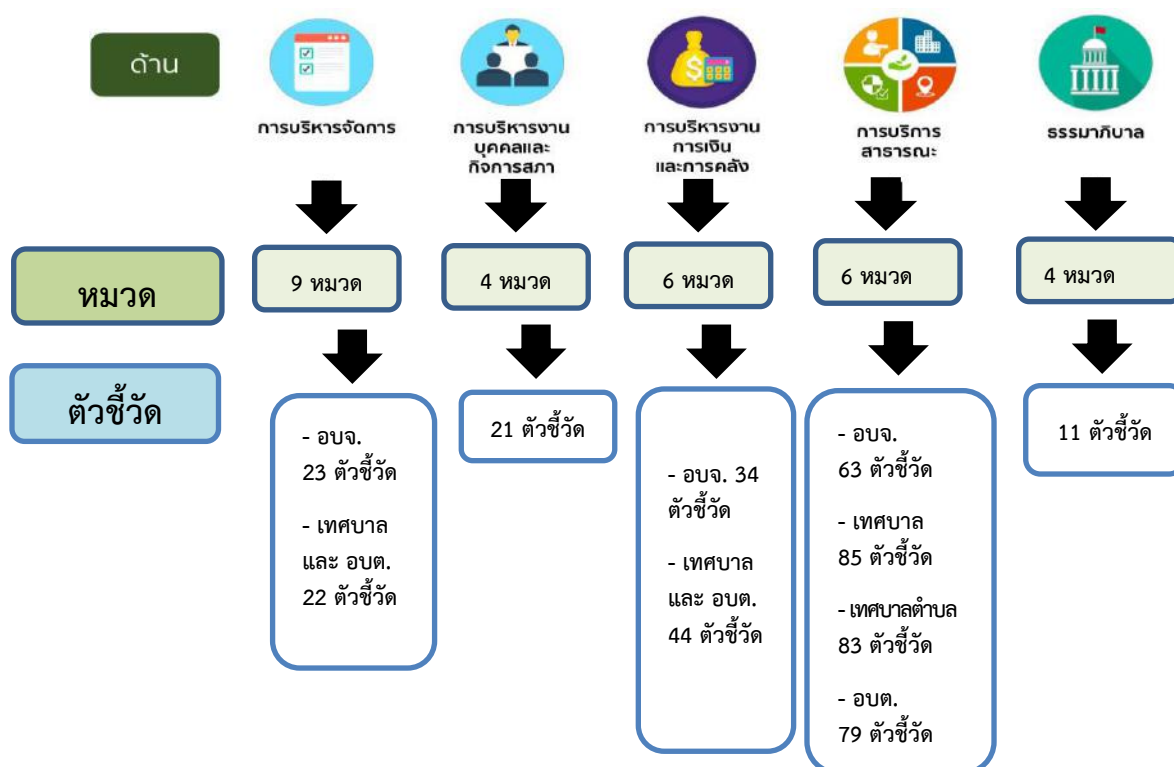 ด้าน
การบริหารจัดการ
การบริหารงาน
บุคคลและ
กิจการสภา
การบริหารงาน
การเงิน
และการคลัง
การบริการ
สาธารณะ
ธรรมาภิบาล
หมวด
9 หมวด
4 หมวด
6 หมวด
6 หมวด
4 หมวด
ตัวชี้วัด
- อบจ.
23 ตัวชี้วัด
- เทศบาล
และ อบต.
22 ตัวชี้วัด
21 ตัวชี้วัด
- อบจ. 34
ตัวชี้วัด
- เทศบาล
และ อบต.
44 ตัวชี้วัด
- อบจ.
63 ตัวชี้วัด
- เทศบาล
85 ตัวชี้วัด
- เทศบาลตำบล
83 ตัวชี้วัด
- อบต.
79 ตัวชี้วัด
11 ตัวชี้วัด